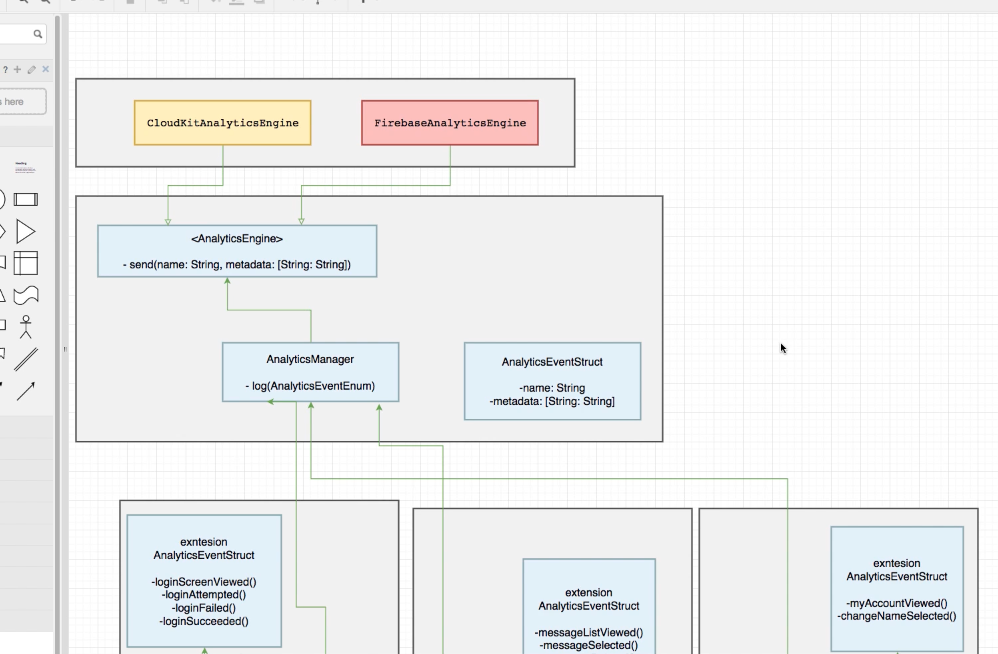 ?
s here
CloudKitAnalyticsEngine
FirebaseAnalyticsEngine
<AnalyticsEngine>
- send(name: String, metadata: [String: String])
AnalyticsManager
- log(AnalyticsEventEnum)
AnalyticsEventStruct
-name: String
-metadata: [String: String]
exntesion
AnalyticsEventStruct
-loginScreenViewed()
-loginAttempted()
-loginFailed()
-loginSucceeded()
extension
AnalyticsEventStruct
-messageListViewed()
-messageSelected()
exntesion
AnalyticsEventStruct
-myAccountViewed()
-changeNameSelected()